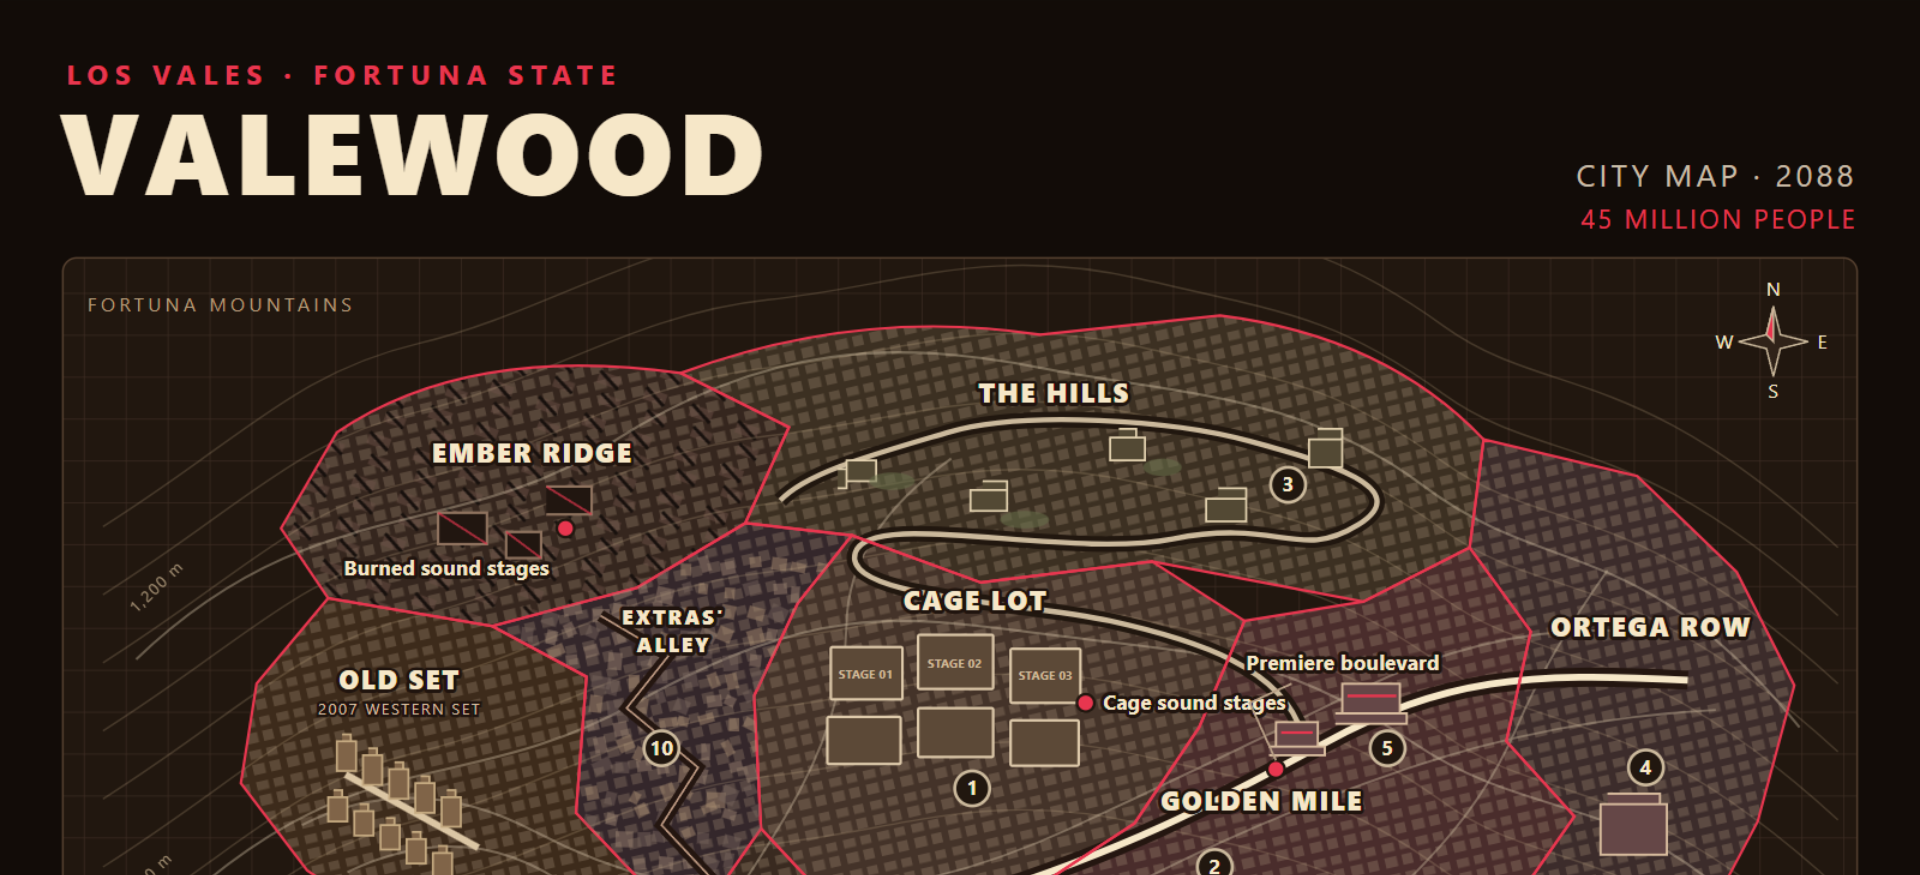 LOS VALES · FORTUNA STATE
VALEWOOD
CITY MAP · 2088
45 MILLION PEOPLE
FORTUNA MOUNTAINS
N
W
E
S
THE HILLS
EMBER RIDGE
3
Burned sound stages
1,200 m
CAGE LOT
EXTRAS'
ALLEY
ORTEGA ROW
OLD SET
2007 WESTERN SET
STAGE 01
STAGE 02
STAGE 03
Premiere boulevard
Cage sound stages
10
5
4
1
GOLDEN MILE
2